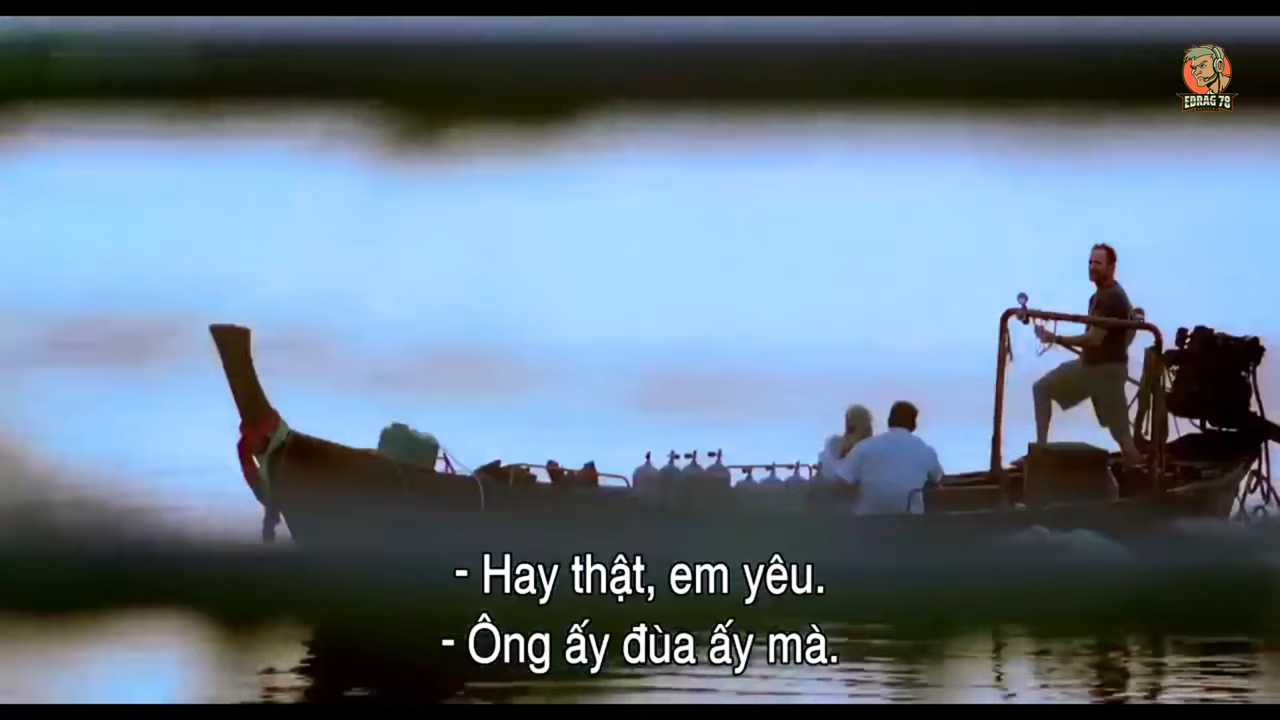 EDRAG 78
- Hay thật, em yêu.
- Ông ấy đùa ấy mà.